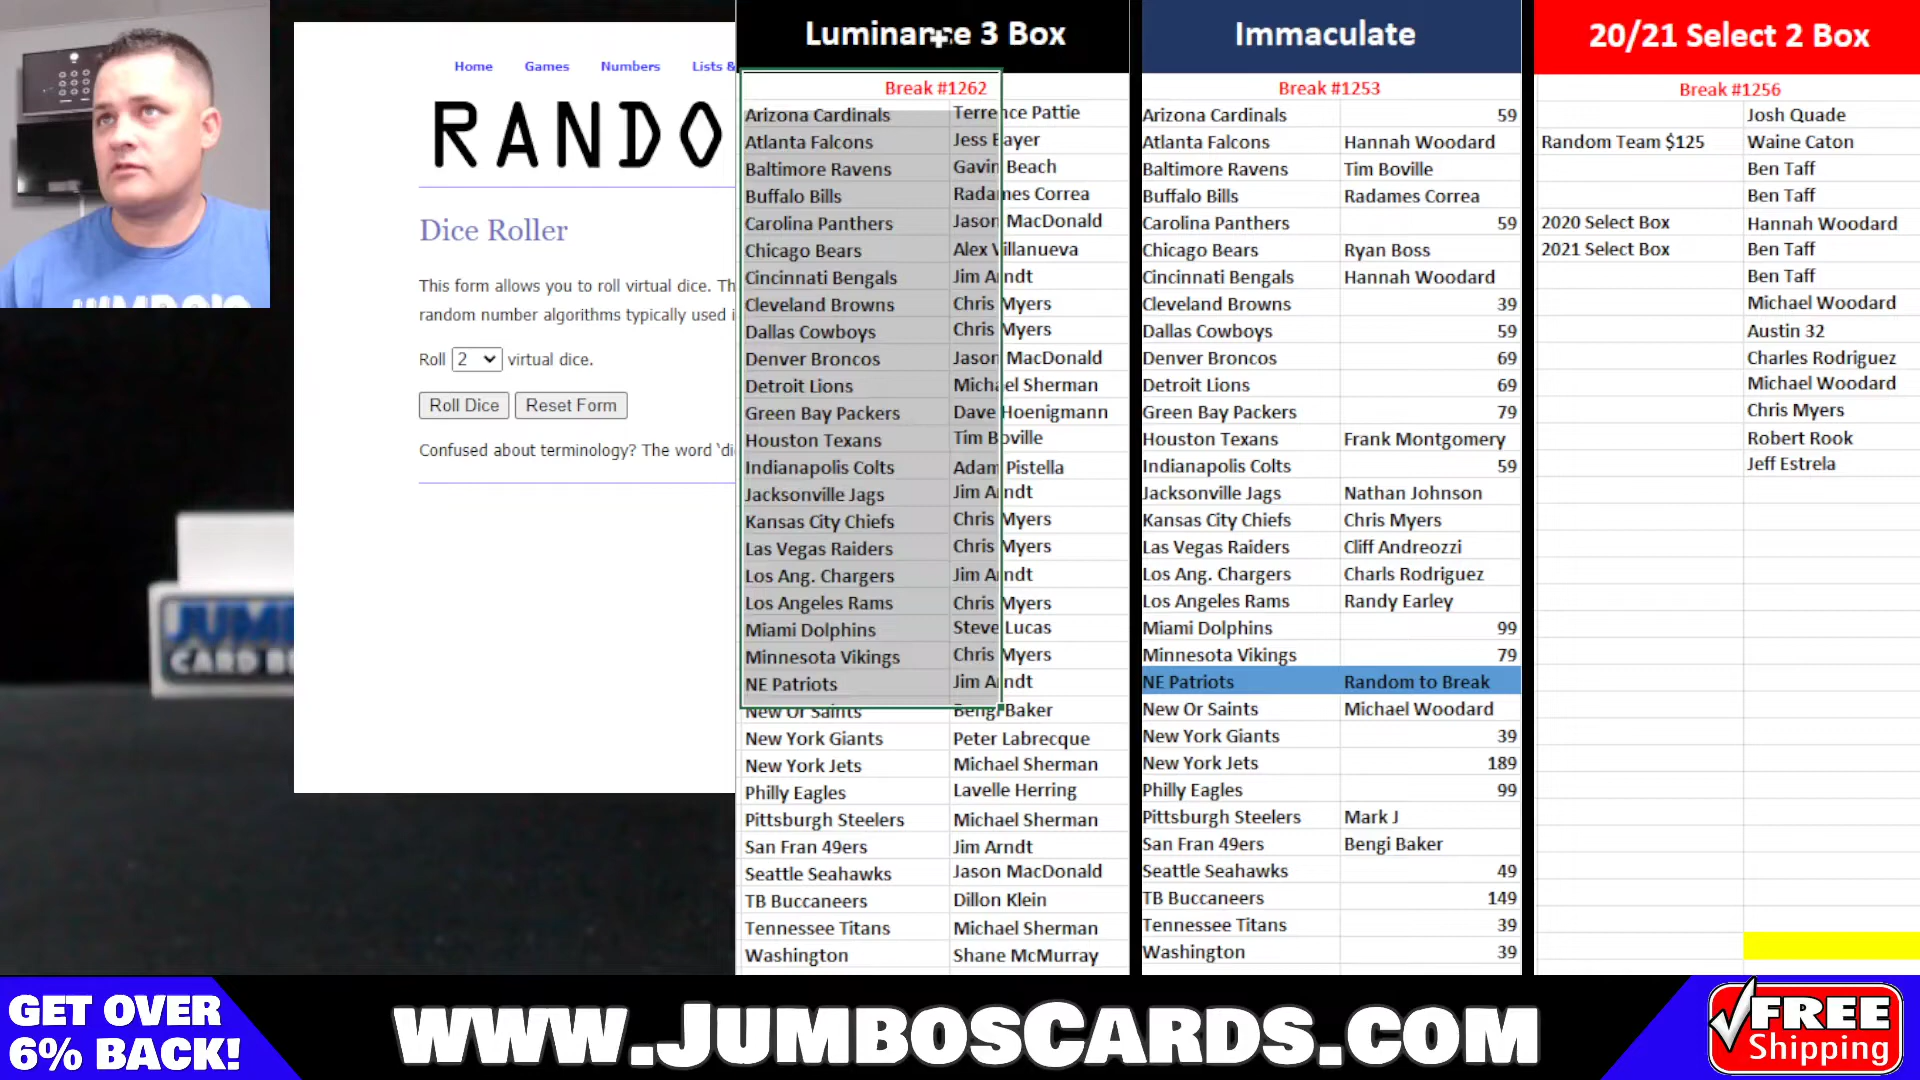 Home Games Numbers Lists &
RANDO
Dice Roller
This form allows you to roll virtual dice. Th
random number algorithms typically used i
Roll 2 virtual dice.
Roll Dice Reset Form
Confused about terminology? The word 'di
JUMB
CARD B
Luminance 3 Box
Break #1262
Arizona Cardinals Terrence Pattie
Atlanta Falcons Jess Bayer
Baltimore Ravens Gavin Beach
Buffalo Bills Radames Correa
Carolina Panthers Jason MacDonald
Chicago Bears Alex Villanueva
Cincinnati Bengals Jim Arndt
Cleveland Browns Chris Myers
Dallas Cowboys Chris Myers
Denver Broncos Jason MacDonald
Detroit Lions Michael Sherman
Green Bay Packers Dave Hoenigmann
Houston Texans Tim Boville
Indianapolis Colts Adam Pistella
Jacksonville Jags Jim Arndt
Kansas City Chiefs Chris Myers
Las Vegas Raiders Chris Myers
Los Ang. Chargers Jim Arndt
Los Angeles Rams Chris Myers
Miami Dolphins Steve Lucas
Minnesota Vikings Chris Myers
NE Patriots Jim Arndt
New Or Saints Bengi Baker
New York Giants Peter Labrecque
New York Jets Michael Sherman
Philly Eagles Lavelle Herring
Pittsburgh Steelers Michael Sherman
San Fran 49ers Jim Arndt
Seattle Seahawks Jason MacDonald
TB Buccaneers Dillon Klein
Tennessee Titans Michael Sherman
Washington Shane McMurray
Immaculate
Break #1253
Arizona Cardinals 59
Atlanta Falcons Hannah Woodard
Baltimore Ravens Tim Boville
Buffalo Bills Radames Correa
Carolina Panthers 59
Chicago Bears Ryan Boss
Cincinnati Bengals Hannah Woodard
Cleveland Browns 39
Dallas Cowboys 59
Denver Broncos 69
Detroit Lions 69
Green Bay Packers 79
Houston Texans Frank Montgomery
Indianapolis Colts 59
Jacksonville Jags Nathan Johnson
Kansas City Chiefs Chris Myers
Las Vegas Raiders Cliff Andreozzi
Los Ang. Chargers Charls Rodriguez
Los Angeles Rams Randy Earley
Miami Dolphins 99
Minnesota Vikings 79
NE Patriots Random to Break
New Or Saints Michael Woodard
New York Giants 39
New York Jets 189
Philly Eagles 99
Pittsburgh Steelers Mark J
San Fran 49ers Bengi Baker
Seattle Seahawks 49
TB Buccaneers 149
Tennessee Titans 39
Washington 39
20/21 Select 2 Box
Break #1256
Josh Quade
Random Team $125 Waine Caton
Ben Taff
Ben Taff
2020 Select Box Hannah Woodard
2021 Select Box Ben Taff
Ben Taff
Michael Woodard
Austin 32
Charles Rodriguez
Michael Woodard
Chris Myers
Robert Rook
Jeff Estrela
GET OVER
6% BACK!
WWW.JUMBOSCARDS.COM
FREE
Shipping